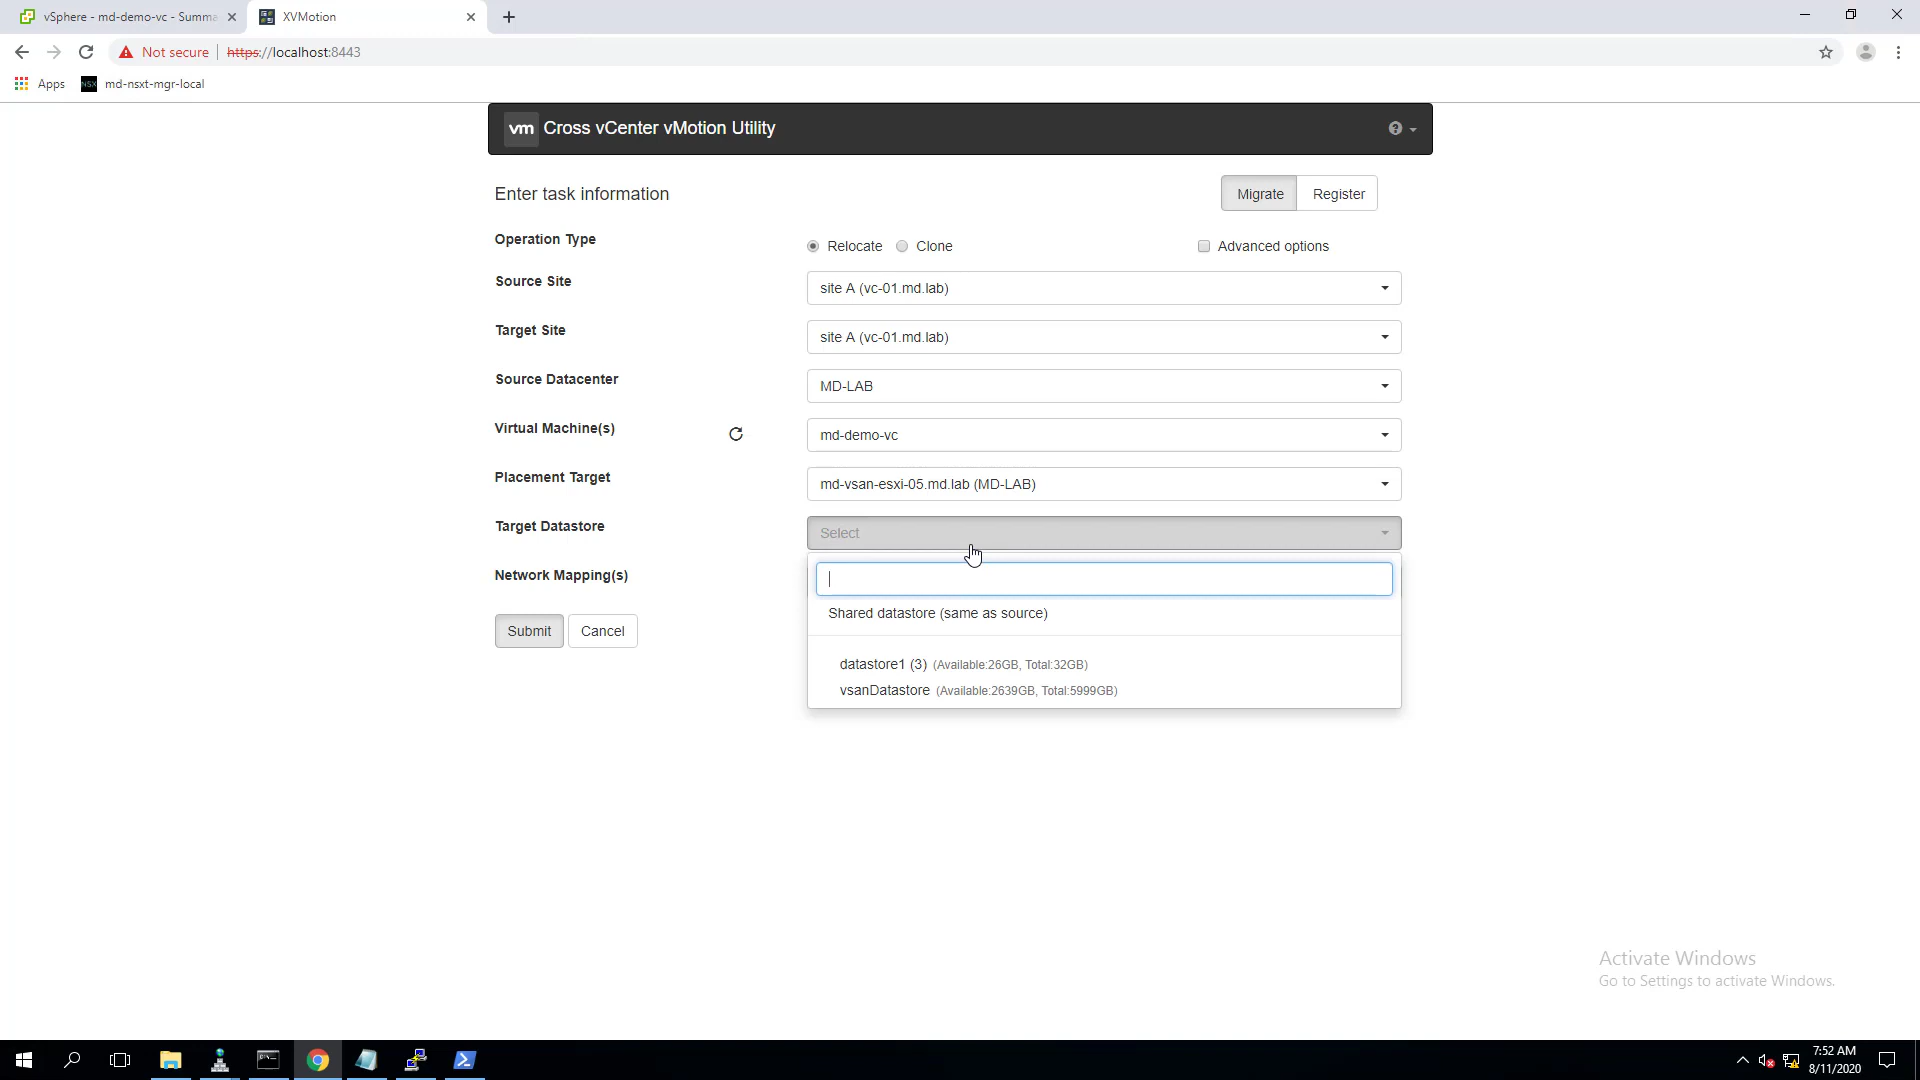 vSphere - md-demo-vc - Summa
XVMotion
Not secure
https://localhost:8443
Apps
NSX
md-nsxt-mgr-local
vm Cross vCenter vMotion Utility
Enter task information
Migrate
Register
Operation Type
Relocate
Clone
Advanced options
Source Site
site A (vc-01.md.lab)
Target Site
site A (vc-01.md.lab)
Source Datacenter
MD-LAB
Virtual Machine(s)
md-demo-vc
Placement Target
md-vsan-esxi-05.md.lab (MD-LAB)
Target Datastore
Select
Network Mapping(s)
Shared datastore (same as source)
Submit
Cancel
datastore1 (3) (Available:26GB, Total:32GB)
vsanDatastore (Available:2639GB, Total:5999GB)
Activate Windows
Go to Settings to activate Windows.
7:52 AM
8/11/2020